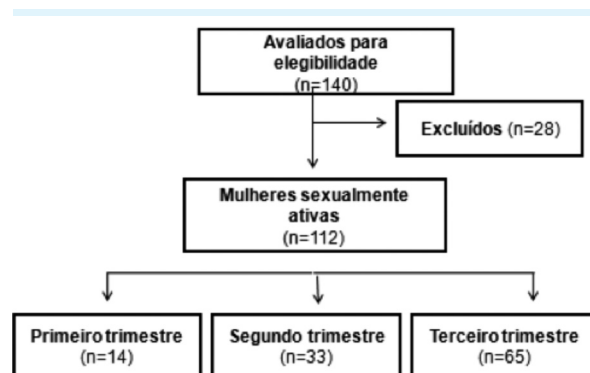 Avaliados para
elegibilidade
(n=140)
Excluídos (n=28)
Mulheres sexualmente
ativas
(n=112)
Primeiro trimestre
(n=14)
Segundo trimestre
(n=33)
Terceiro trimestre
(n=65)